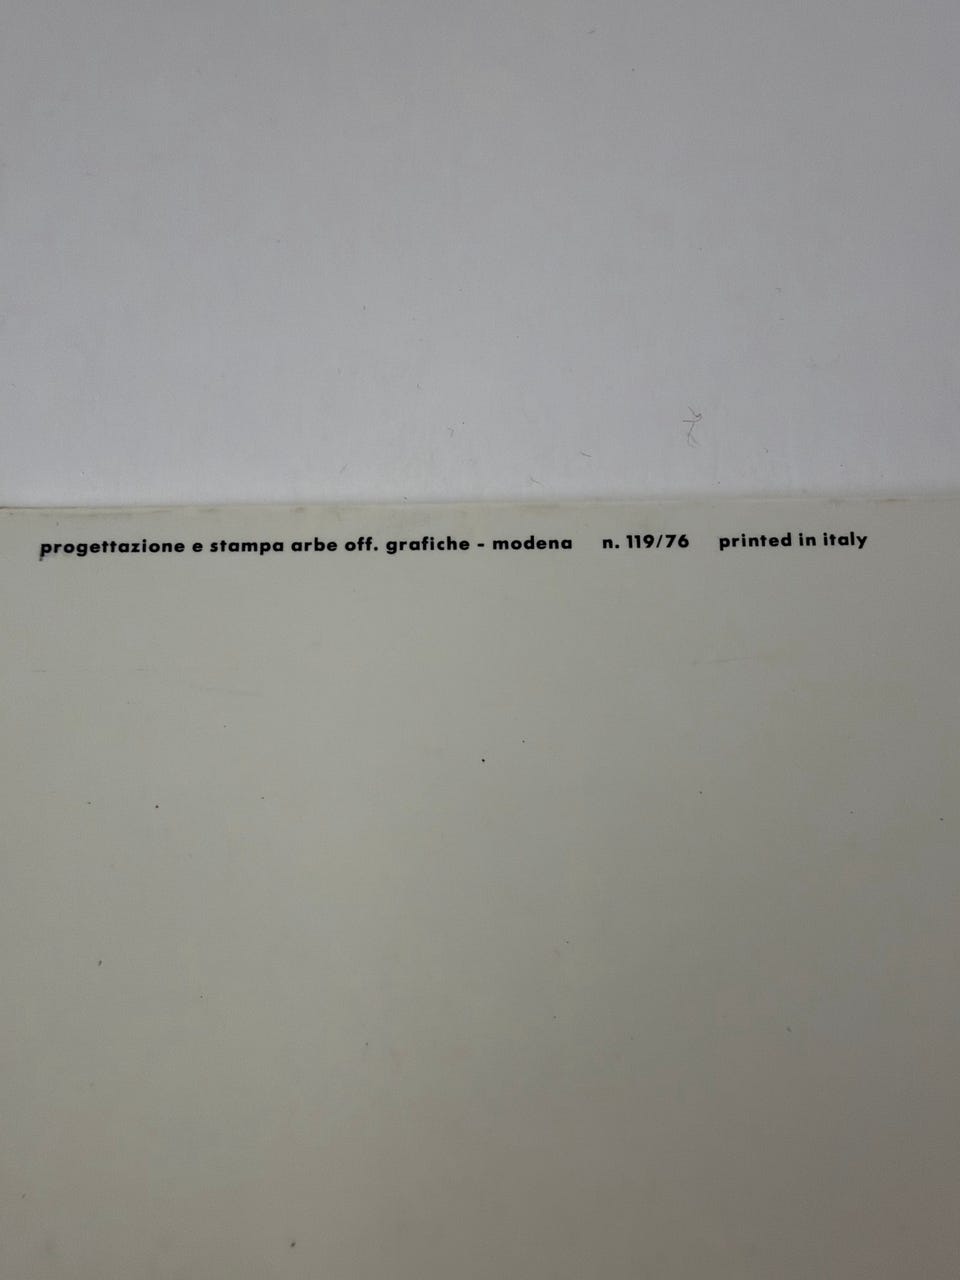 progettazione e stampa arbe off. grafiche - modena n. 119/76 printed in italy